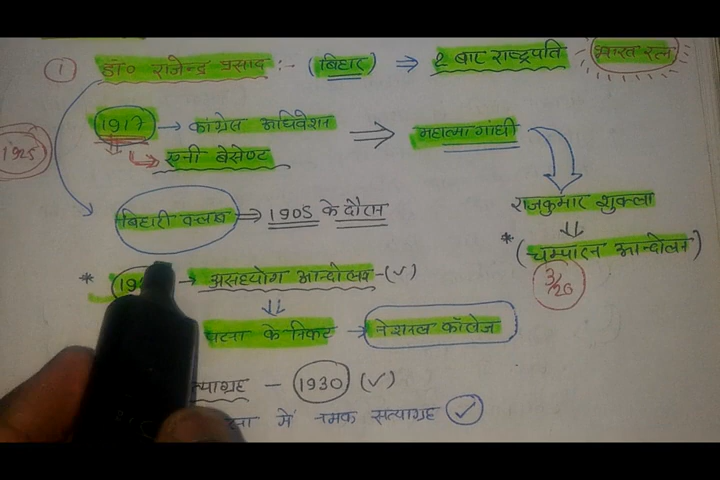 ① डॉ० राजेन्द्र प्रसाद :- (बिहार) ⇒ 2 बार राष्ट्रपति भारत रत्न
1917 → कांग्रेस अधिवेशन ⇒ महात्मा गांधी
1925
एनी बेसेण्ट
राजकुमार शुक्ला
बिहारी क्लब ⇒ 1905 के दौरान
* (चम्पारन आन्दोलन)
3/20
* → असहयोग आन्दोलन - (✓)
पटना के निकट → नेशनल कॉलेज
त्याग्रह - 1930 (✓)
में नमक सत्याग्रह ✓